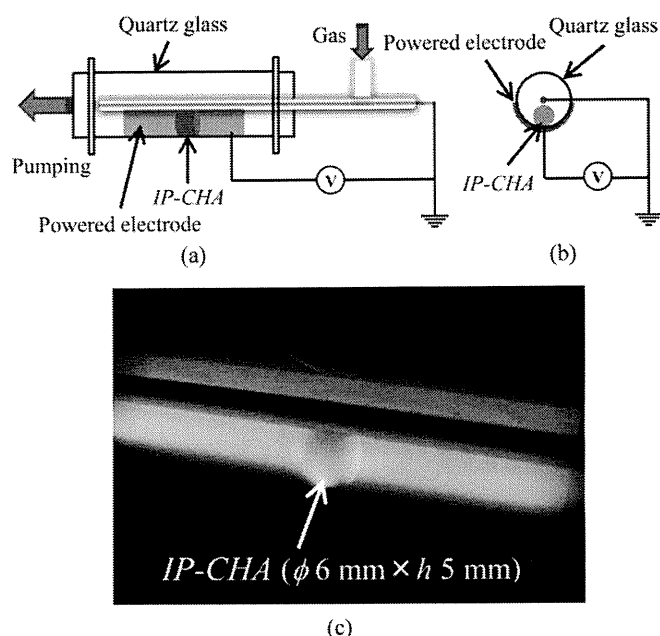 Quartz glass
Gas
Pumping
IP-CHA
Powered electrode
V
(a)
Powered electrode
Quartz glass
IP-CHA
V
(b)
IP-CHA (ϕ 6 mm × h 5 mm)
(c)